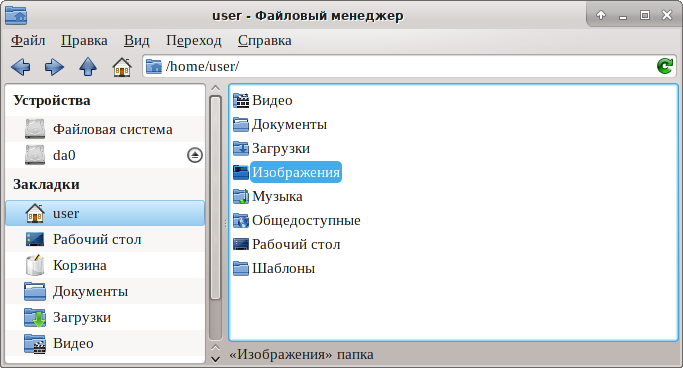 user - Файловый менеджер
Файл Правка Вид Переход Справка
/home/user/
Устройства
Файловая система
da0
Закладки
user
Рабочий стол
Корзина
Документы
Загрузки
Видео
Видео
Документы
Загрузки
Изображения
Музыка
Общедоступные
Рабочий стол
Шаблоны
«Изображения» папка